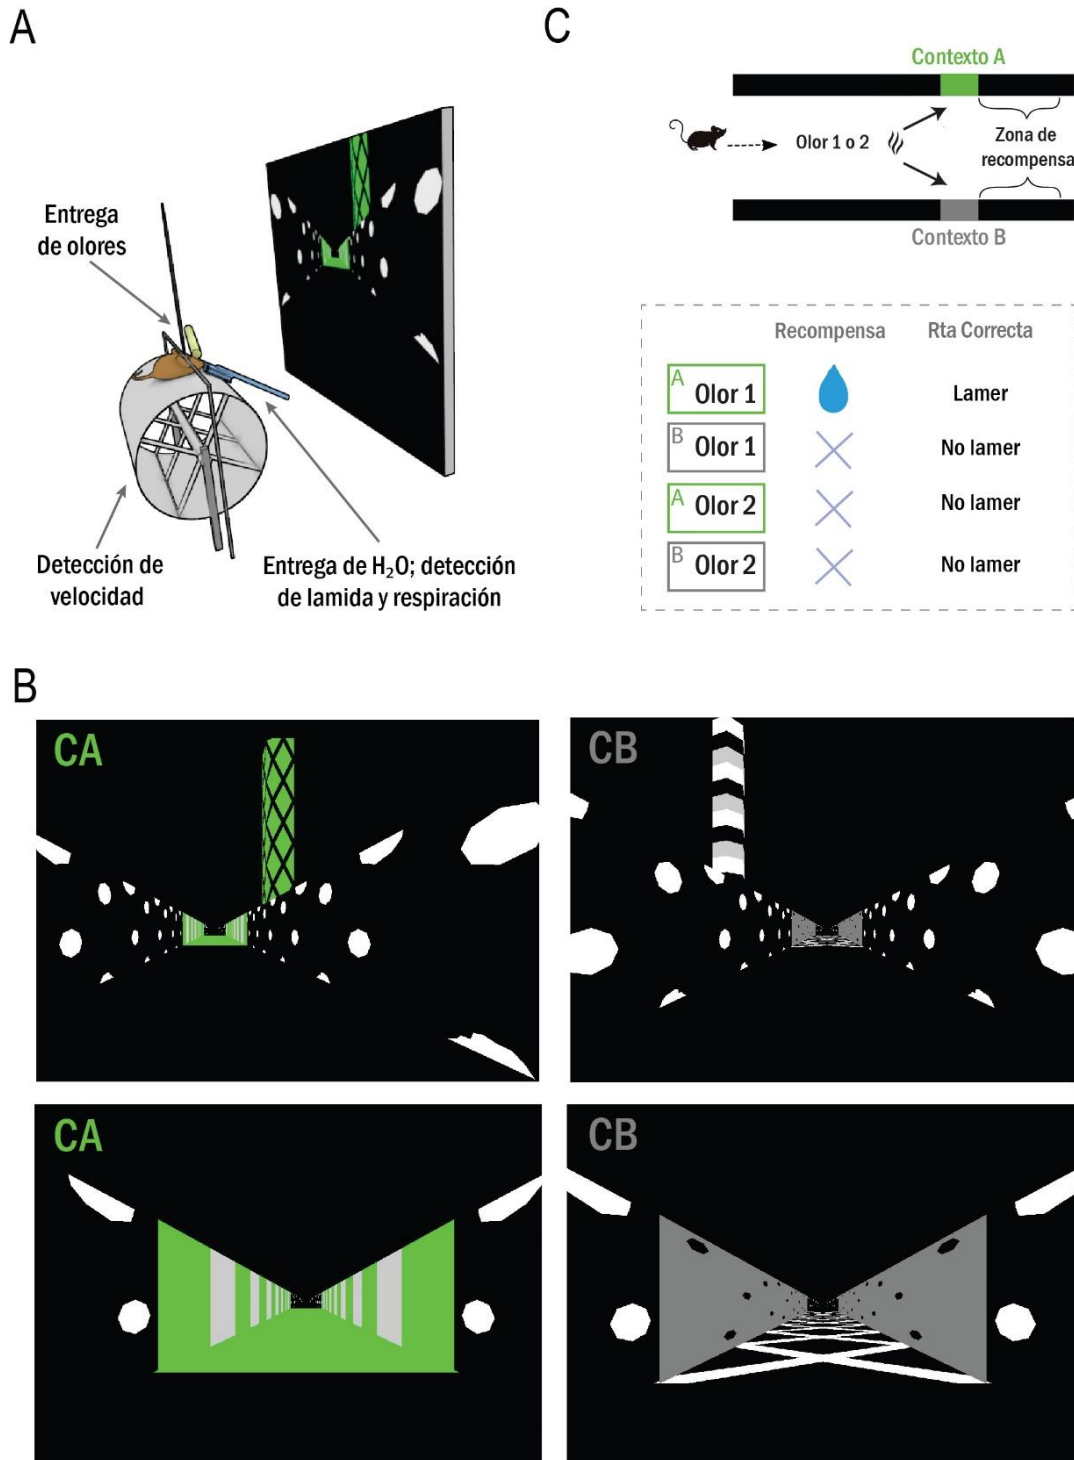 A
Entrega
de olores
Detección de
velocidad
Entrega de H₂O; detección
de lamida y respiración
C
Contexto A
Olor 1 o 2
Zona de
recompensa
Contexto B
Recompensa Rta Correcta
A Olor 1 Lamer
B Olor 1 No lamer
A Olor 2 No lamer
B Olor 2 No lamer
B
CA
CB
CA
CB